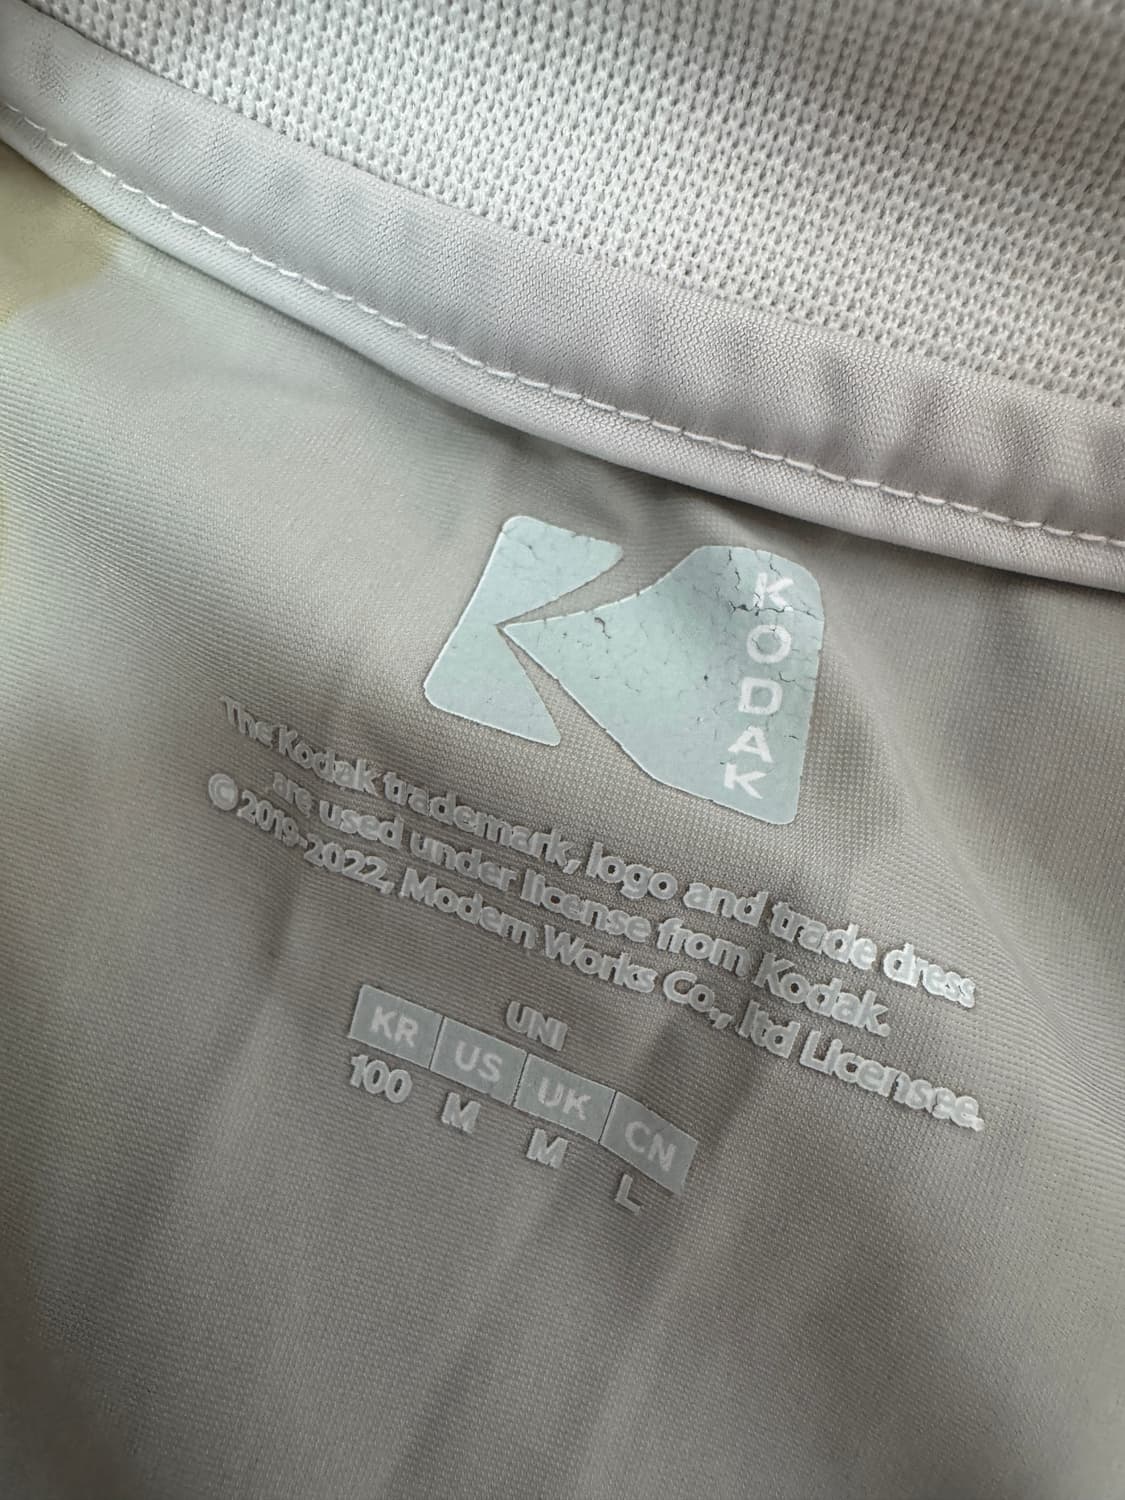 KODAK
The Kodak trademark, logo and trade dress
are used under license from Kodak.
© 2019-2022, Modern Works Co., ltd Licensee.
UNI
KR US UK CN
100 M M L